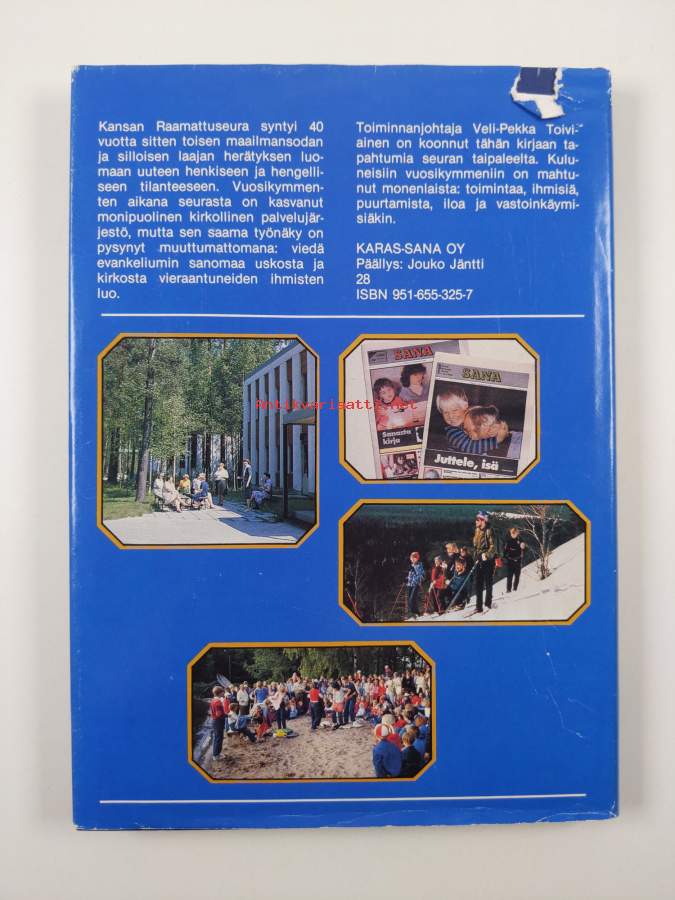 Kansan Raamattuseura syntyi 40
vuotta sitten toisen maailmansodan
ja silloisen laajan herätyksen luo-
maan uuteen henkiseen ja hengelli-
seen tilanteeseen. Vuosikymmen-
ten aikana seurasta on kasvanut
monipuolinen kirkollinen palvelujär-
jestö, mutta sen saama työnäky on
pysynyt muuttumattomana: viedä
evankeliumin sanomaa uskosta ja
kirkosta vieraantuneiden ihmisten
luo.
Toiminnanjohtaja Veli-Pekka Toivi-
ainen on koonnut tähän kirjaan ta-
pahtumia seuran taipaleelta. Kulu-
neisiin vuosikymmeniin on mahtu-
nut monenlaista: toimintaa, ihmisiä,
puurtamista, iloa ja vastoinkäymi-
siäkin.
KARAS-SANA OY
Päällys: Jouko Jäntti
28
ISBN 951-655-325-7
Antikvarisatte.net
SANA
Sanasta
kirja
SANA
Juttele, isä